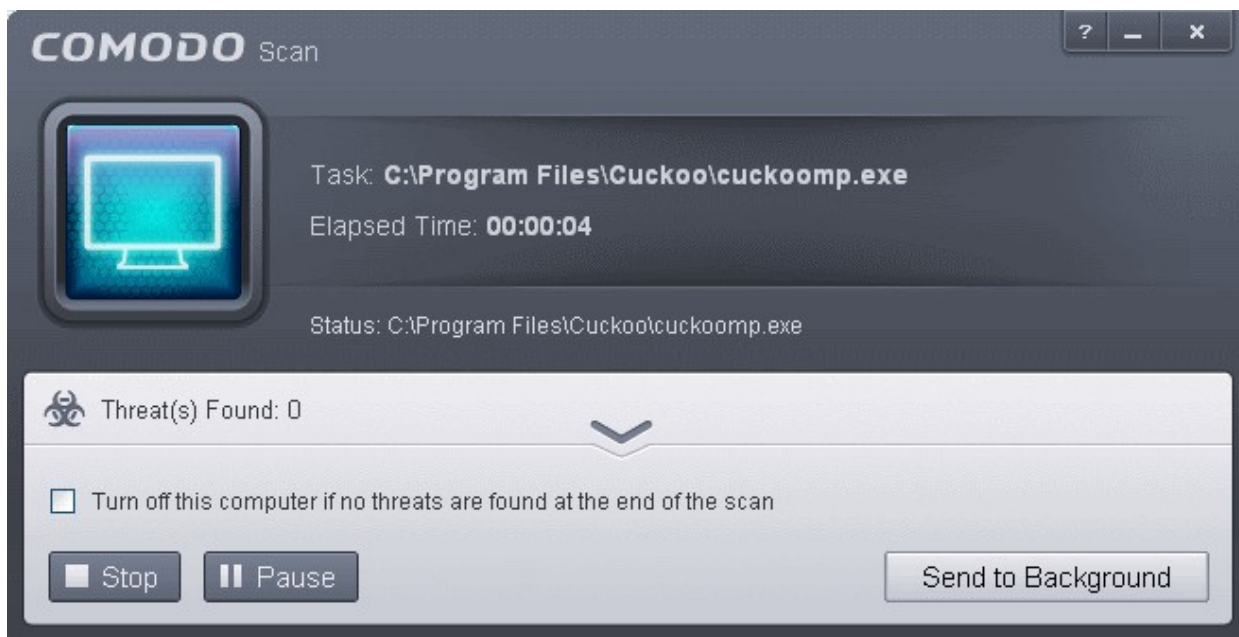 COMODO Scan
?
Task: C:\Program Files\Cuckoo\cuckoomp.exe
Elapsed Time: 00:00:04
Status: C:\Program Files\Cuckoo\cuckoomp.exe
Threat(s) Found: 0
Turn off this computer if no threats are found at the end of the scan
Stop Pause Send to Background